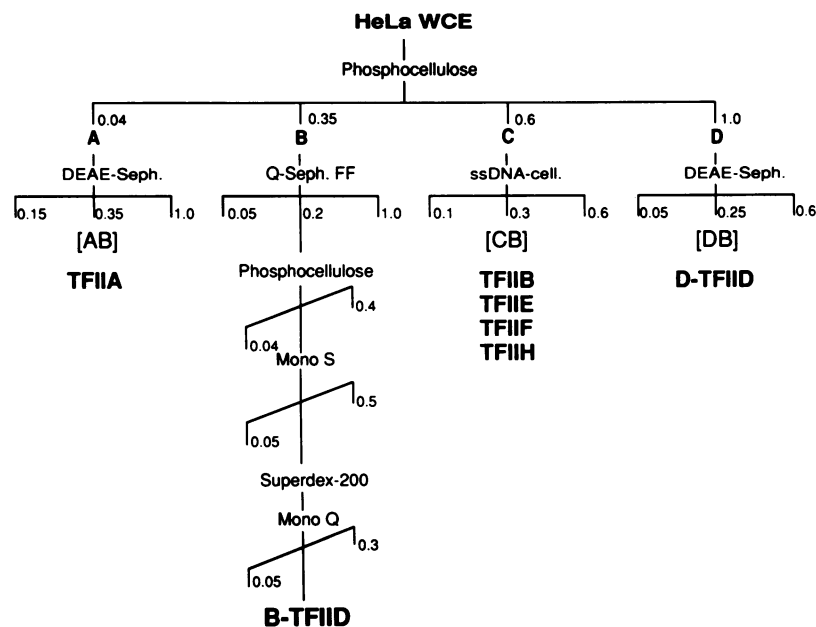 HeLa WCE
Phosphocellulose
0.04 0.35 0.6 1.0
A B C D
DEAE-Seph. Q-Seph. FF ssDNA-cell. DEAE-Seph.
0.15 0.35 1.0 0.05 0.2 1.0 0.1 0.3 0.6 0.05 0.25 0.6
[AB] [CB] [DB]
TFIIA TFIIB D-TFIID
TFIIE
TFIIF
TFIIH
Phosphocellulose
0.4
0.04
Mono S
0.5
0.05
Superdex-200
Mono Q
0.3
0.05
B-TFIID